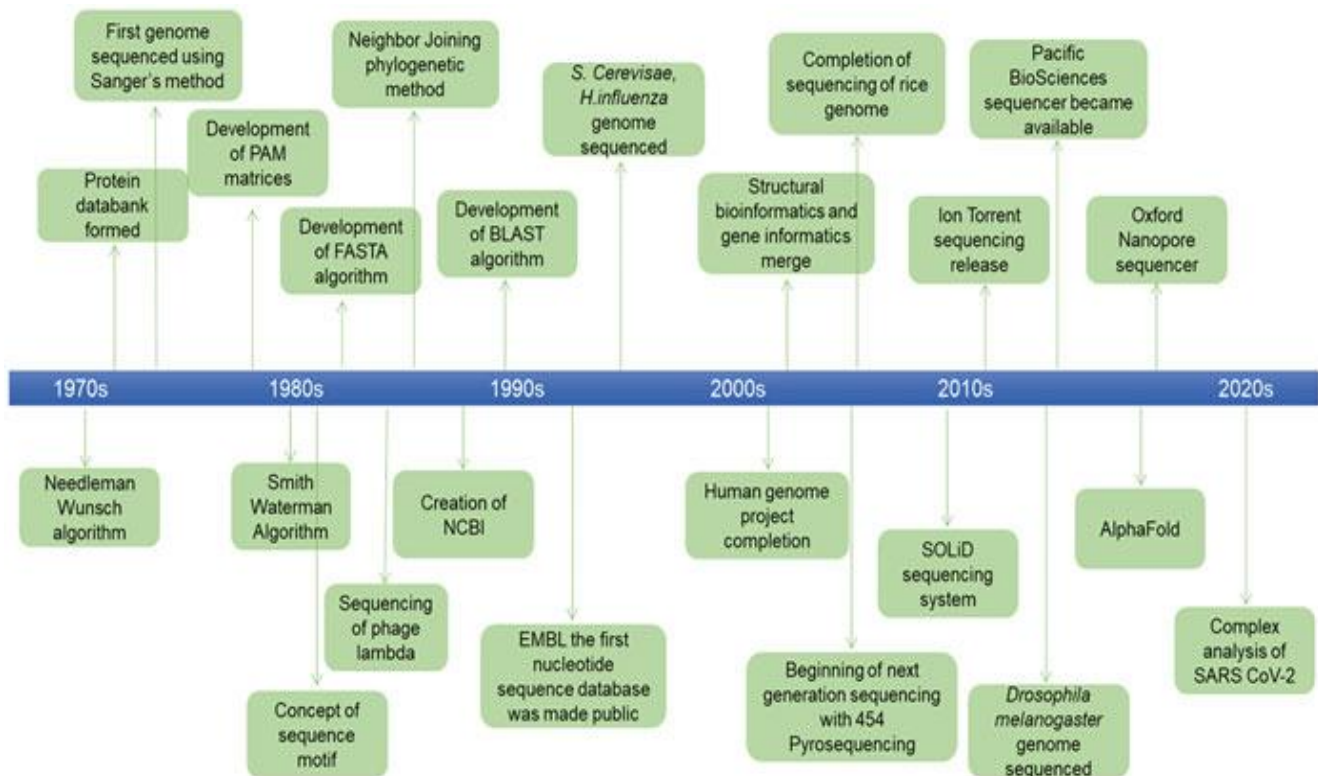 First genome
sequenced using
Sanger's method
Neighbor Joining
phylogenetic
method
S. Cerevisae,
H.influenza
genome
sequenced
Completion of
sequencing of rice
genome
Pacific
BioSciences
sequencer became
available
Development
of PAM
matrices
Protein
databank
formed
Development
of FASTA
algorithm
Development
of BLAST
algorithm
Structural
bioinformatics and
gene informatics
merge
Ion Torrent
sequencing
release
Oxford
Nanopore
sequencer
1970s
1980s
1990s
2000s
2010s
2020s
Needleman
Wunsch
algorithm
Smith
Waterman
Algorithm
Creation of
NCBI
Human genome
project
completion
AlphaFold
SOLiD
sequencing
system
Sequencing
of phage
lambda
Complex
analysis of
SARS CoV-2
EMBL the first
nucleotide
sequence database
was made public
Beginning of next
generation sequencing
with 454
Pyrosequencing
Concept of
sequence
motif
Drosophila
melanogaster
genome
sequenced